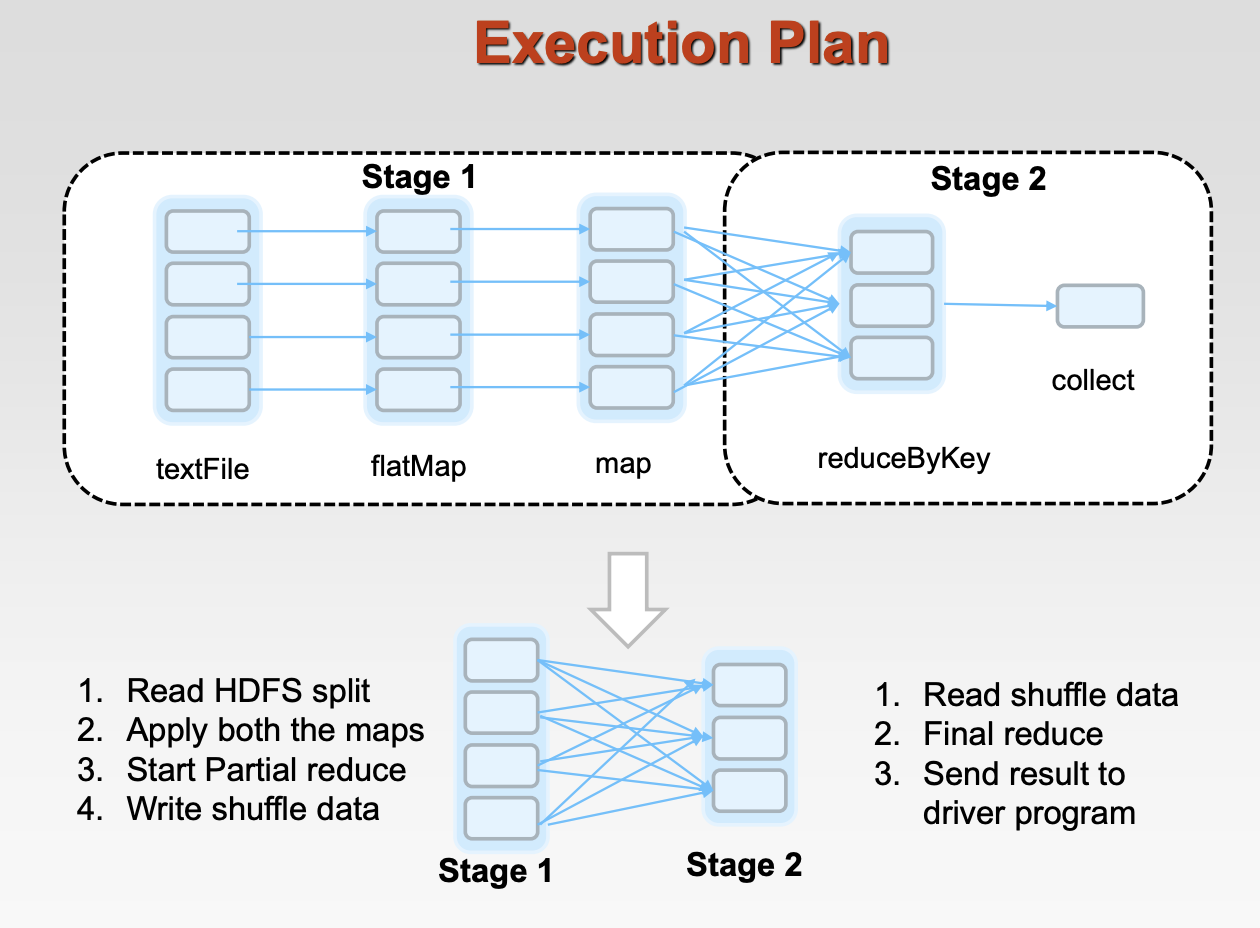 Execution Plan
Stage 1
Stage 2
textFile
flatMap
map
reduceByKey
collect
1. Read HDFS split
2. Apply both the maps
3. Start Partial reduce
4. Write shuffle data
Stage 1
Stage 2
1. Read shuffle data
2. Final reduce
3. Send result to
driver program